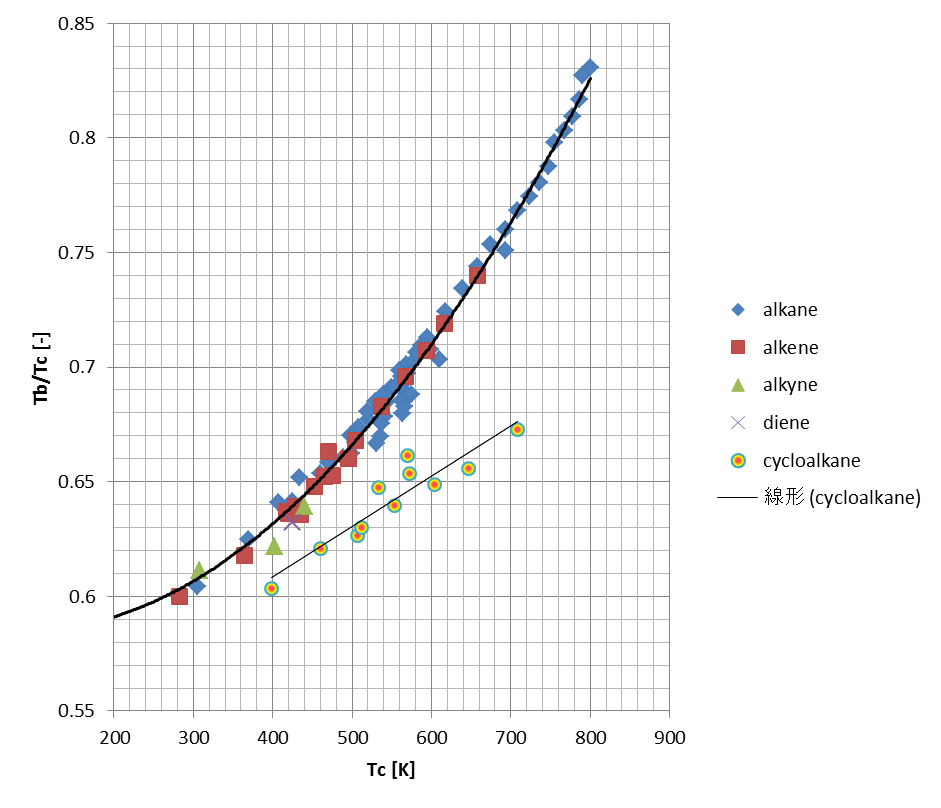 0.85
0.8
0.75
0.7
0.65
0.6
0.55
Tb/Tc [-]
200 300 400 500 600 700 800 900
Tc [K]
alkane
alkene
alkyne
diene
cycloalkane
線形 (cycloalkane)